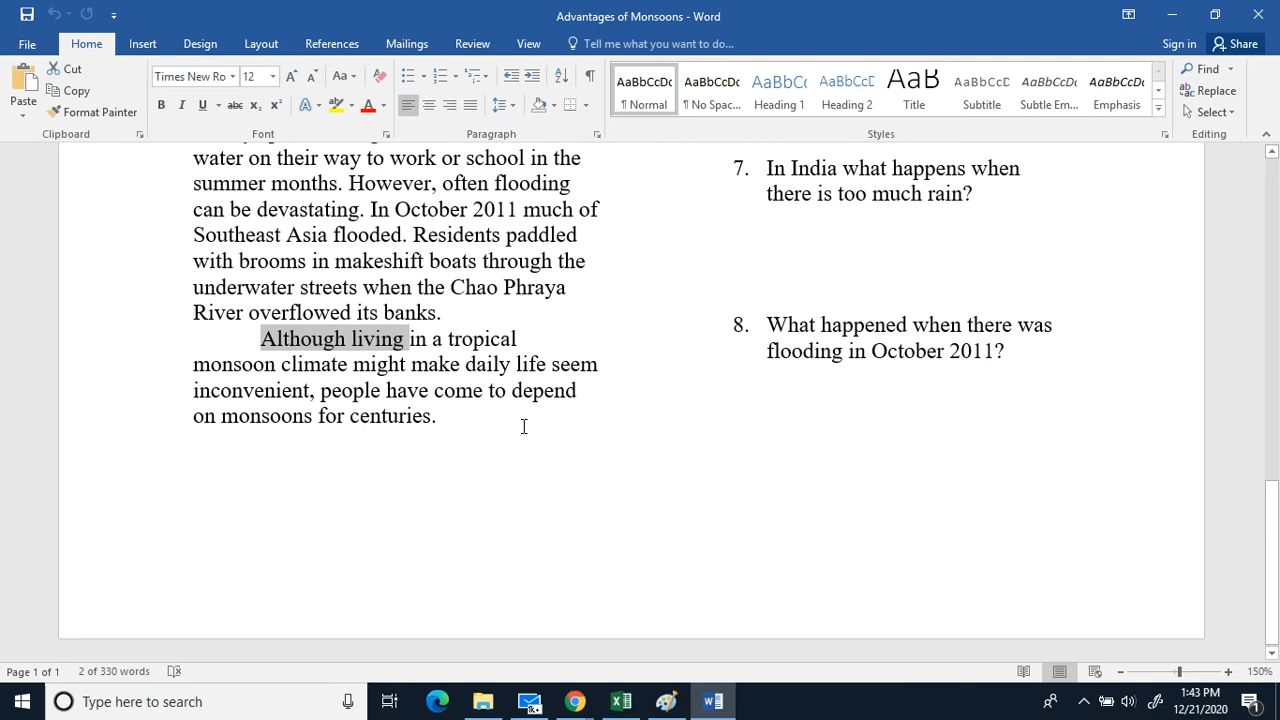 Advantages of Monsoons - Word
File Home Insert Design Layout References Mailings Review View Tell me what you want to do... Sign in Share
Paste
Cut
Copy
Format Painter
Clipboard
Times New Ro 12
Font
Paragraph
AaBbCcDc ¶ Normal
AaBbCcDc ¶ No Spac...
AaBbCc Heading 1
AaBbCcE Heading 2
AaB Title
AaBbCcD Subtitle
AaBbCcDc Subtle Em...
AaBbCcDc Emphasis
Styles
Find
Replace
Select
Editing
water on their way to work or school in the
summer months. However, often flooding
can be devastating. In October 2011 much of
Southeast Asia flooded. Residents paddled
with brooms in makeshift boats through the
underwater streets when the Chao Phraya
River overflowed its banks.
Although living in a tropical
monsoon climate might make daily life seem
inconvenient, people have come to depend
on monsoons for centuries.
7. In India what happens when
there is too much rain?
8. What happened when there was
flooding in October 2011?
Page 1 of 1 2 of 330 words 150%
Type here to search
1:43 PM
12/21/2020